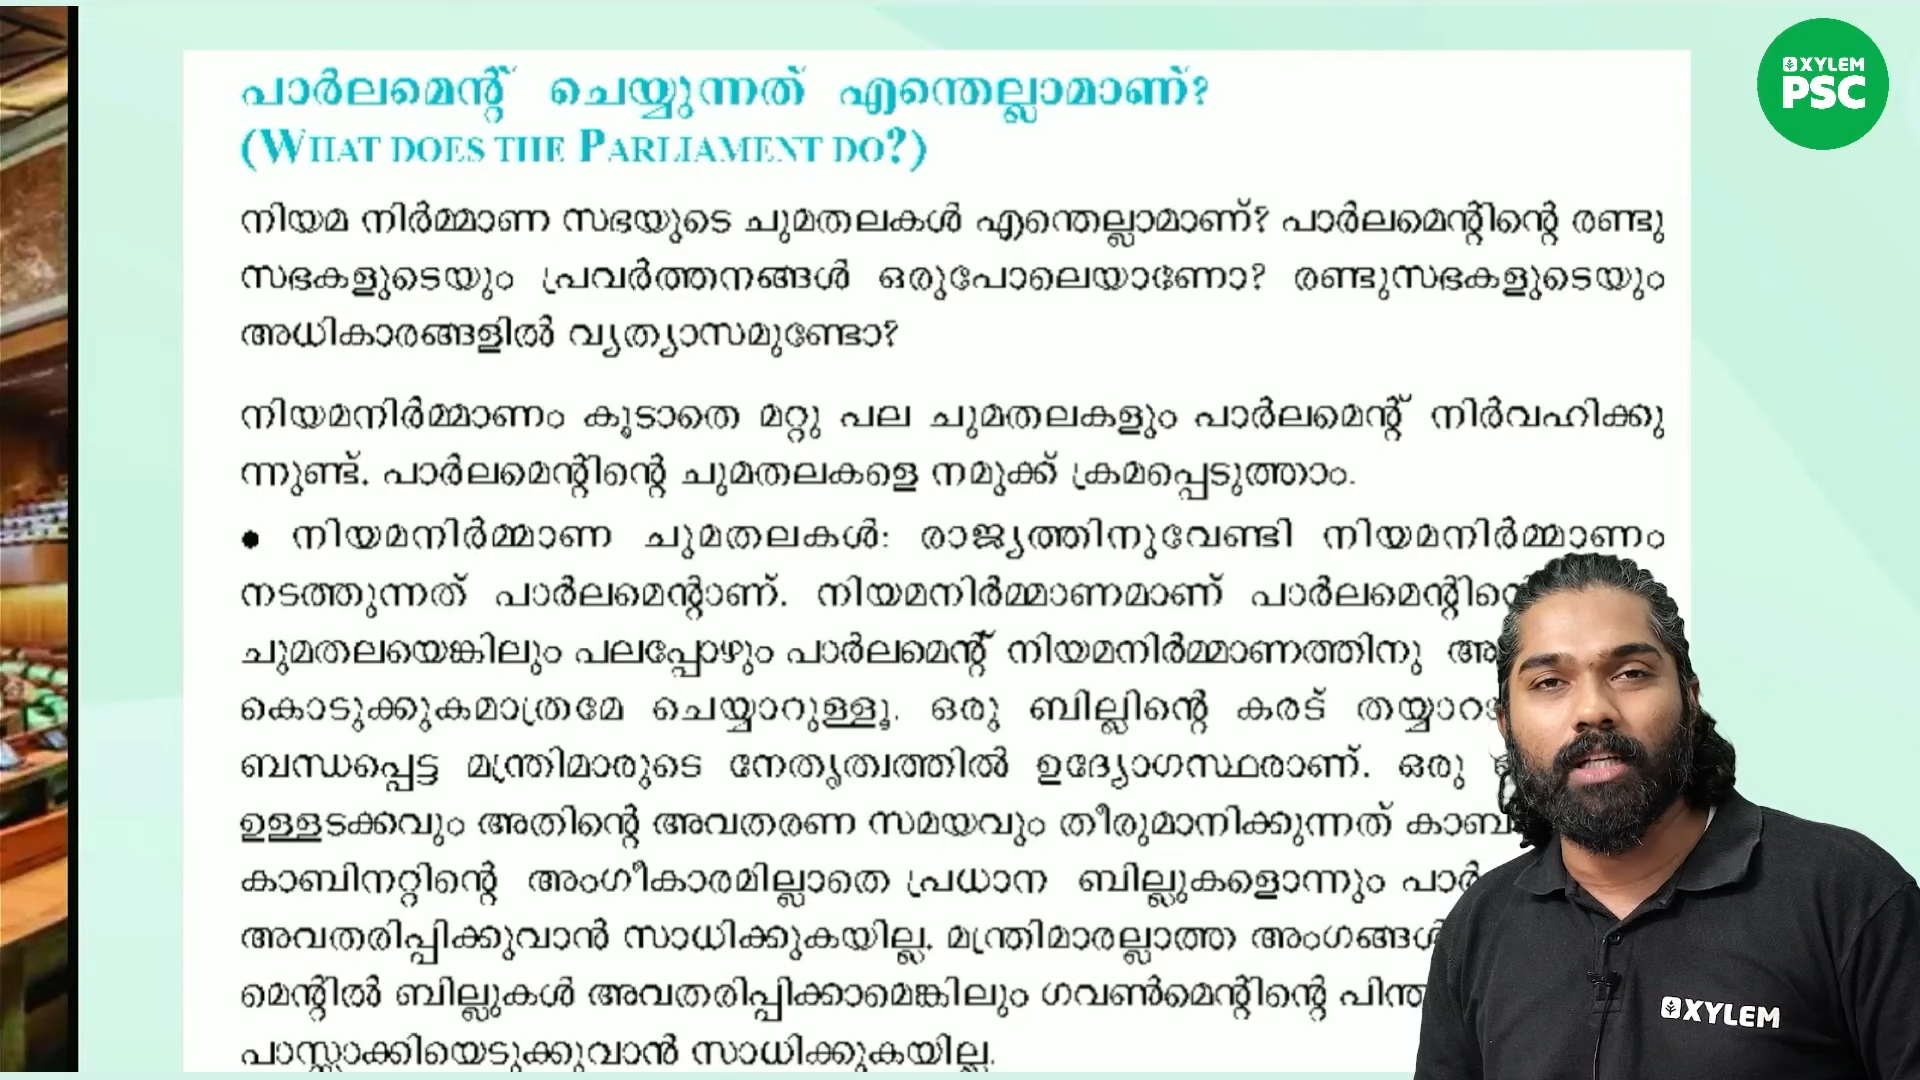 പാർലമെന്റ് ചെയ്യുന്നത് എന്തെല്ലാമാണ്?
(WHAT DOES THE PARLIAMENT DO?)
നിയമ നിർമ്മാണ സഭയുടെ ചുമതലകൾ എന്തെല്ലാമാണ്? പാർലമെന്റിന്റെ രണ്ടു
സഭകളുടെയും പ്രവർത്തനങ്ങൾ ഒരുപോലെയാണോ? രണ്ടുസഭകളുടെയും
അധികാരങ്ങളിൽ വ്യത്യാസമുണ്ടോ?
നിയമനിർമ്മാണം കൂടാതെ മറ്റു പല ചുമതലകളും പാർലമെന്റ് നിർവഹിക്കു
ന്നുണ്ട്. പാർലമെന്റിന്റെ ചുമതലകളെ നമുക്ക് ക്രമപ്പെടുത്താം.
• നിയമനിർമ്മാണ ചുമതലകൾ: രാജ്യത്തിനുവേണ്ടി നിയമനിർമ്മാണം
നടത്തുന്നത് പാർലമെന്റാണ്. നിയമനിർമ്മാണമാണ്
ചുമതലയെങ്കിലും പലപ്പോഴും പാർലമെന്റ് നിയമനിർമ്മാണത്തിനു
കൊടുക്കുകമാത്രമേ ചെയ്യാറുള്ളൂ. ഒരു ബില്ലിന്റെ കരട്
ബന്ധപ്പെട്ട മന്ത്രിമാരുടെ നേതൃത്വത്തിൽ ഉദ്യോഗസ്ഥരാണ്. ഒരു
ഉള്ളടക്കവും അതിന്റെ അവതരണ സമയവും തീരുമാനിക്കുന്നത്
കാബിനറ്റിന്റെ അംഗീകാരമില്ലാതെ പ്രധാന ബില്ലുകളൊന്നും
അവതരിപ്പിക്കുവാൻ സാധിക്കുകയില്ല. മന്ത്രിമാരല്ലാത്ത അംഗങ്ങൾ
മെന്റിൽ ബില്ലുകൾ അവതരിപ്പിക്കാമെങ്കിലും ഗവൺമെന്റിന്റെ
പാസ്സാക്കിയെടുക്കുവാൻ സാധിക്കുകയില്ല.
XYLEM
PSC
XYLEM